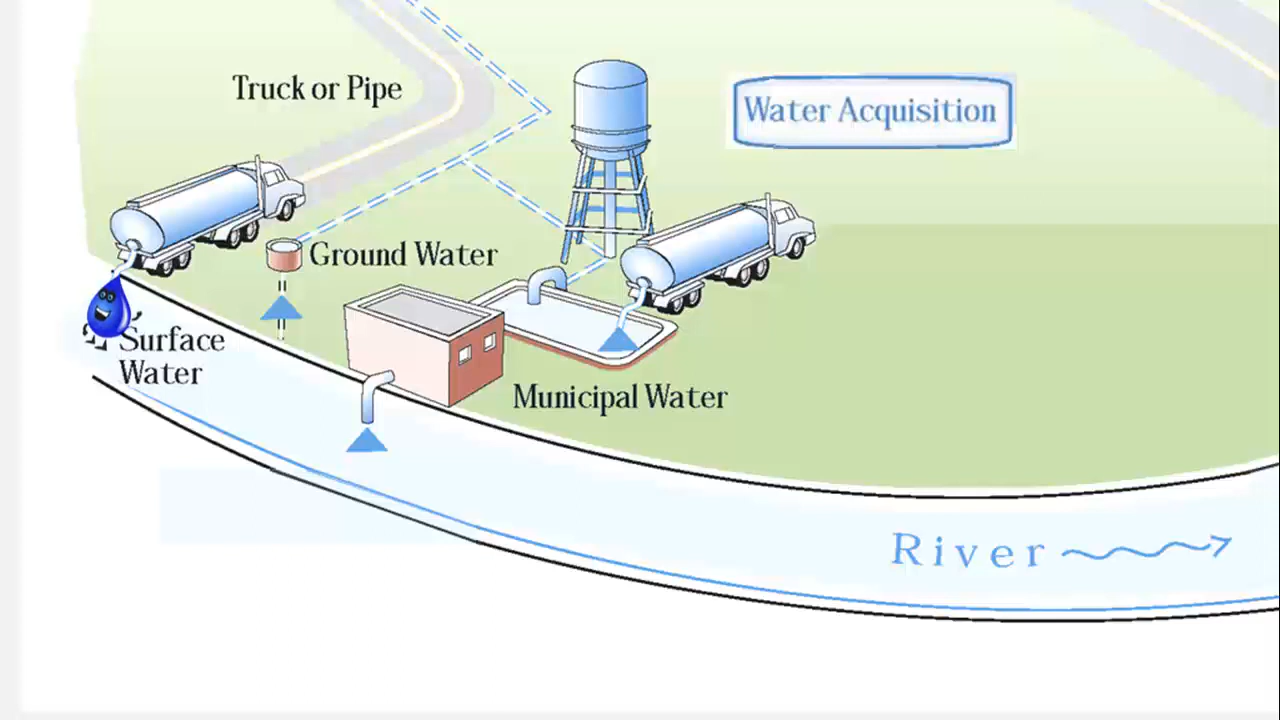 Truck or Pipe
Water Acquisition
Ground Water
Surface
Water
Municipal Water
River